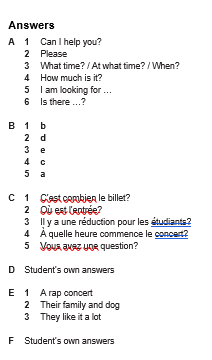 Answers
A 1 Can I help you?
2 Please
3 What time? / At what time? / When?
4 How much is it?
5 I am looking for …
6 Is there …?
B 1 b
2 d
3 e
4 c
5 a
C 1 C'est combien le billet?
2 Où est l'entrée?
3 Il y a une réduction pour les étudiants?
4 À quelle heure commence le concert?
5 Vous avez une question?
D Student's own answers
E 1 A rap concert
2 Their family and dog
3 They like it a lot
F Student's own answers